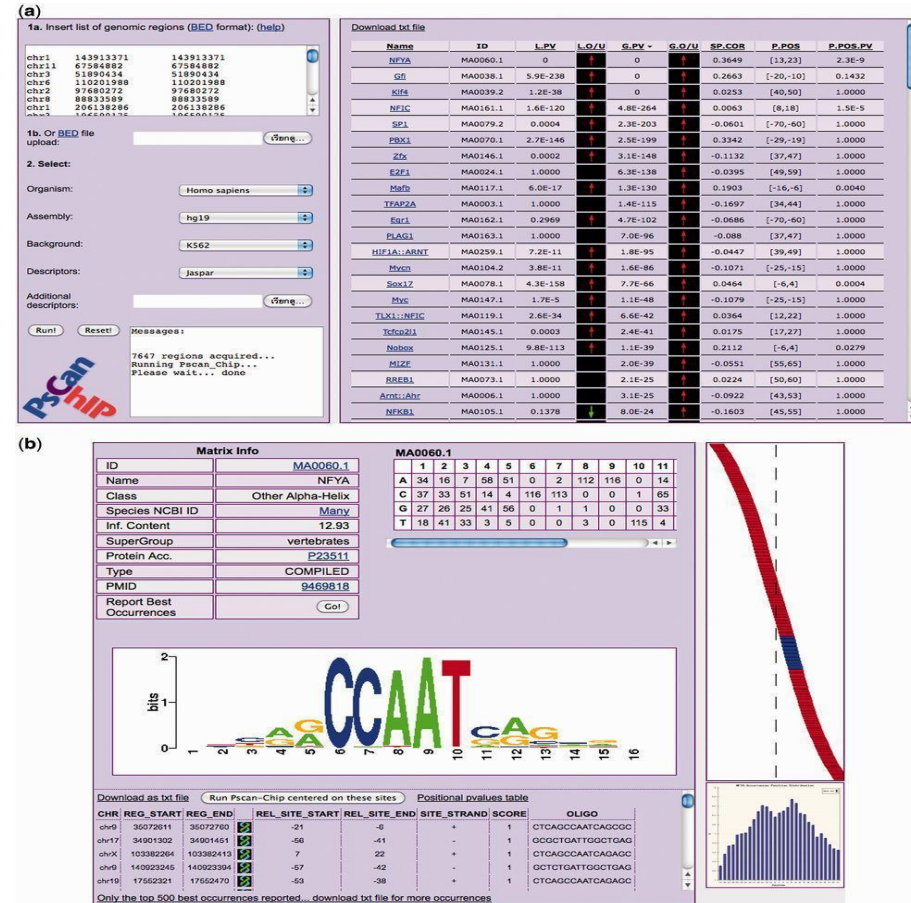 (a)
1a. Insert list of genomic regions (BED format): (help)
chr1 143913371 143913371
chr11 67584882 67584882
chr3 51890434 51890434
chr6 110201988 110201988
chr2 97680272 97680272
chr8 88833589 88833589
chr1 206138286 206138286
1b. Or BED file
upload:
เรียกดู...
2. Select:
Organism: Homo sapiens
Assembly: hg19
Background: K562
Descriptors: Jaspar
Additional
descriptors:
เรียกดู...
Run! Reset!
Messages:
7647 regions acquired...
Running Pscan_Chip...
Please wait... done
PsCan
ChIP
Download txt file
Name ID L.PV L.O/U G.PV G.O/U SP.COR P.POS P.POS.PV
NFYA MA0060.1 0 0 0.3649 [13,23] 2.3E-9
Gfi MA0038.1 5.9E-238 0 0.2663 [-20,-10] 0.1432
Klf4 MA0039.2 1.2E-38 0 0.0253 [40,50] 1.0000
NFIC MA0161.1 1.6E-120 4.8E-264 0.0063 [8,18] 1.5E-5
SP1 MA0079.2 0.0004 2.3E-203 -0.0601 [-70,-60] 1.0000
PBX1 MA0070.1 2.7E-146 2.5E-199 0.3342 [-29,-19] 1.0000
Zfx MA0146.1 0.0002 3.1E-148 -0.1132 [37,47] 1.0000
E2F1 MA0024.1 1.0000 6.3E-138 -0.0395 [49,59] 1.0000
Mafb MA0117.1 6.0E-17 1.3E-130 0.1903 [-16,-6] 0.0040
TFAP2A MA0003.1 1.0000 1.4E-115 -0.1697 [34,44] 1.0000
Egr1 MA0162.1 0.2969 4.7E-102 -0.0686 [-70,-60] 1.0000
PLAG1 MA0163.1 1.0000 7.0E-96 -0.088 [37,47] 1.0000
HIF1A::ARNT MA0259.1 7.2E-11 1.8E-95 -0.0447 [39,49] 1.0000
Mycn MA0104.2 3.8E-11 1.6E-86 -0.1071 [-25,-15] 1.0000
Sox17 MA0078.1 4.3E-158 7.7E-66 0.0464 [-6,4] 0.0004
Myc MA0147.1 1.7E-5 1.1E-48 -0.1079 [-25,-15] 1.0000
TLX1::NFIC MA0119.1 2.6E-34 6.6E-42 0.0364 [12,22] 1.0000
Tcfcp2l1 MA0145.1 0.0003 2.4E-41 0.0175 [17,27] 1.0000
Nobox MA0125.1 9.8E-113 1.1E-39 0.2112 [-6,4] 0.0279
MIZF MA0131.1 1.0000 2.0E-39 -0.0551 [55,65] 1.0000
RREB1 MA0073.1 1.0000 2.1E-25 0.0224 [50,60] 1.0000
Arnt::Ahr MA0006.1 1.0000 3.1E-25 -0.0922 [43,53] 1.0000
NFKB1 MA0105.1 0.1378 8.0E-24 -0.1603 [45,55] 1.0000
(b)
Matrix Info
ID MA0060.1
Name NFYA
Class Other Alpha-Helix
Species NCBI ID Many
Inf. Content 12.93
SuperGroup vertebrates
Protein Acc. P23511
Type COMPILED
PMID 9469818
Report Best
Occurrences Go!
MA0060.1
1 2 3 4 5 6 7 8 9 10 11
A 34 16 7 58 51 0 2 112 116 0 14
C 37 33 51 14 4 116 113 0 0 1 65
G 27 26 25 41 56 0 1 1 0 0 33
T 18 41 33 3 5 0 0 3 0 115 4
2
bits
1
0
CCAAT
1 2 3 4 5 6 7 8 9 10 11 12 13 14 15 16
Download as txt file Run Pscan-Chip centered on these sites Positional pvalues table
CHR REG_START REG_END REL_SITE_START REL_SITE_END SITE_STRAND SCORE OLIGO
chr9 35072611 35072760 -21 -6 + 1 CTCAGCCAATCAGCGC
chr17 34901302 34901451 -56 -41 - 1 GCGCTGATTGGCTGAG
chrX 103382264 103382413 7 22 + 1 CTCAGCCAATCAGAGC
chr9 140923245 140923394 -57 -42 - 1 GCTCTGATTGGCTGAG
chr19 17552321 17552470 -53 -38 + 1 CTCAGCCAATCAGAGC
Only the top 500 best occurrences reported... download txt file for more occurrences